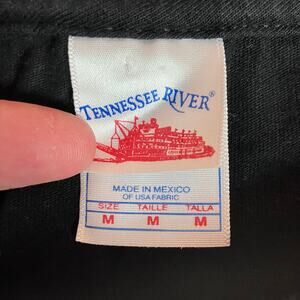 TENNESSEE RIVER®
MADE IN MEXICO
OF USA FABRIC
SIZE TAILLE TALLA
M M M